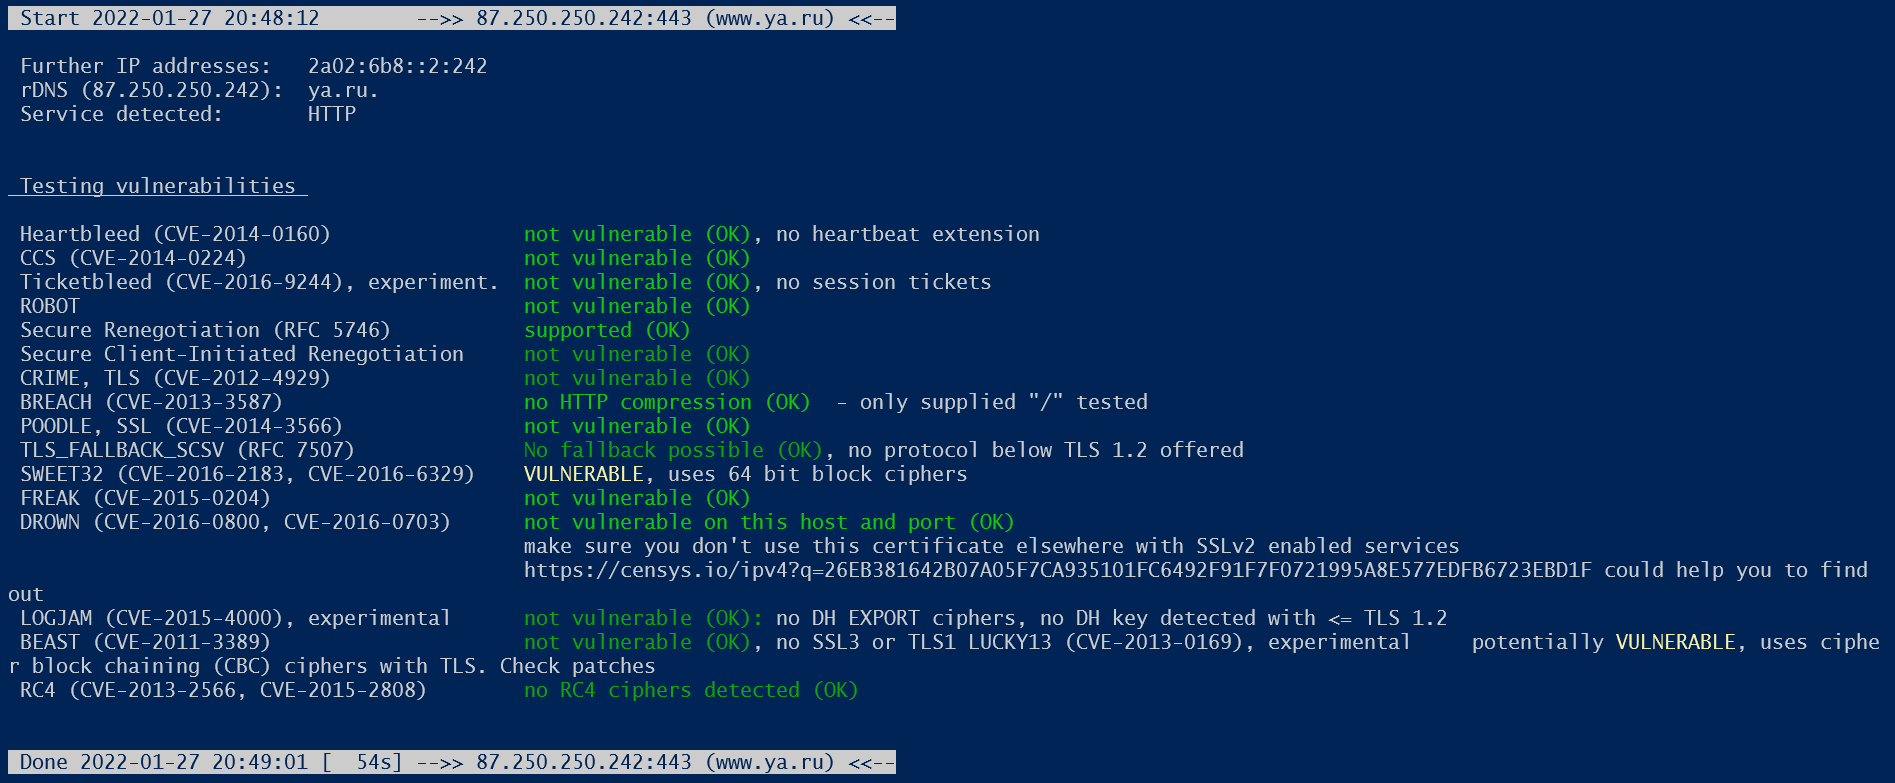 Start 2022-01-27 20:48:12        -->> 87.250.250.242:443 (www.ya.ru) <<--
Further IP addresses:   2a02:6b8::2:242
rDNS (87.250.250.242):  ya.ru.
Service detected:       HTTP
Testing vulnerabilities
Heartbleed (CVE-2014-0160)                not vulnerable (OK), no heartbeat extension
CCS (CVE-2014-0224)                       not vulnerable (OK)
Ticketbleed (CVE-2016-9244), experiment.  not vulnerable (OK), no session tickets
ROBOT                                     not vulnerable (OK)
Secure Renegotiation (RFC 5746)           supported (OK)
Secure Client-Initiated Renegotiation     not vulnerable (OK)
CRIME, TLS (CVE-2012-4929)                not vulnerable (OK)
BREACH (CVE-2013-3587)                    no HTTP compression (OK)  - only supplied "/" tested
POODLE, SSL (CVE-2014-3566)               not vulnerable (OK)
TLS_FALLBACK_SCSV (RFC 7507)              No fallback possible (OK), no protocol below TLS 1.2 offered
SWEET32 (CVE-2016-2183, CVE-2016-6329)    VULNERABLE, uses 64 bit block ciphers
FREAK (CVE-2015-0204)                     not vulnerable (OK)
DROWN (CVE-2016-0800, CVE-2016-0703)      not vulnerable on this host and port (OK)
make sure you don't use this certificate elsewhere with SSLv2 enabled services
https://censys.io/ipv4?q=26EB381642B07A05F7CA935101FC6492F91F7F0721995A8E577EDFB6723EBD1F could help you to find
out
LOGJAM (CVE-2015-4000), experimental      not vulnerable (OK): no DH EXPORT ciphers, no DH key detected with <= TLS 1.2
BEAST (CVE-2011-3389)                     not vulnerable (OK), no SSL3 or TLS1 LUCKY13 (CVE-2013-0169), experimental     potentially VULNERABLE, uses ciphe
r block chaining (CBC) ciphers with TLS. Check patches
RC4 (CVE-2013-2566, CVE-2015-2808)        no RC4 ciphers detected (OK)
Done 2022-01-27 20:49:01 [  54s] -->> 87.250.250.242:443 (www.ya.ru) <<--